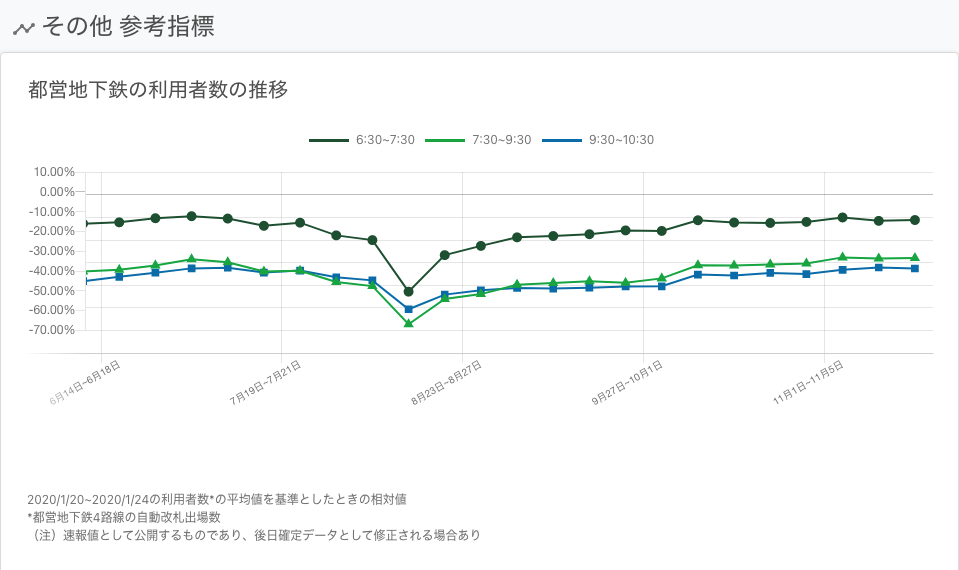 その他 参考指標
都営地下鉄の利用者数の推移
6:30~7:30 7:30~9:30 9:30~10:30
10.00%
0.00%
-10.00%
-20.00%
-30.00%
-40.00%
-50.00%
-60.00%
-70.00%
6月14日~6月18日
7月19日~7月21日
8月23日~8月27日
9月27日~10月1日
11月1日~11月5日
2020/1/20~2020/1/24の利用者数*の平均値を基準としたときの相対値
*都営地下鉄4路線の自動改札出場数
（注）速報値として公開するものであり、後日確定データとして修正される場合あり